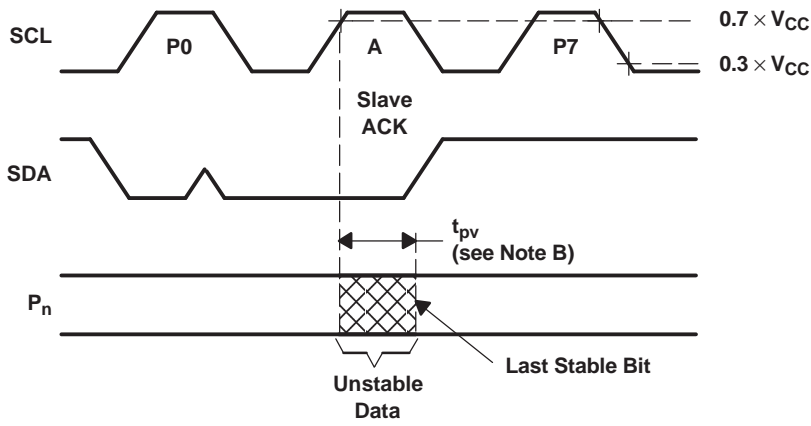 SCL
P0
A
P7
0.7 × VCC
0.3 × VCC
Slave
ACK
SDA
tpv
(see Note B)
Pn
Last Stable Bit
Unstable
Data